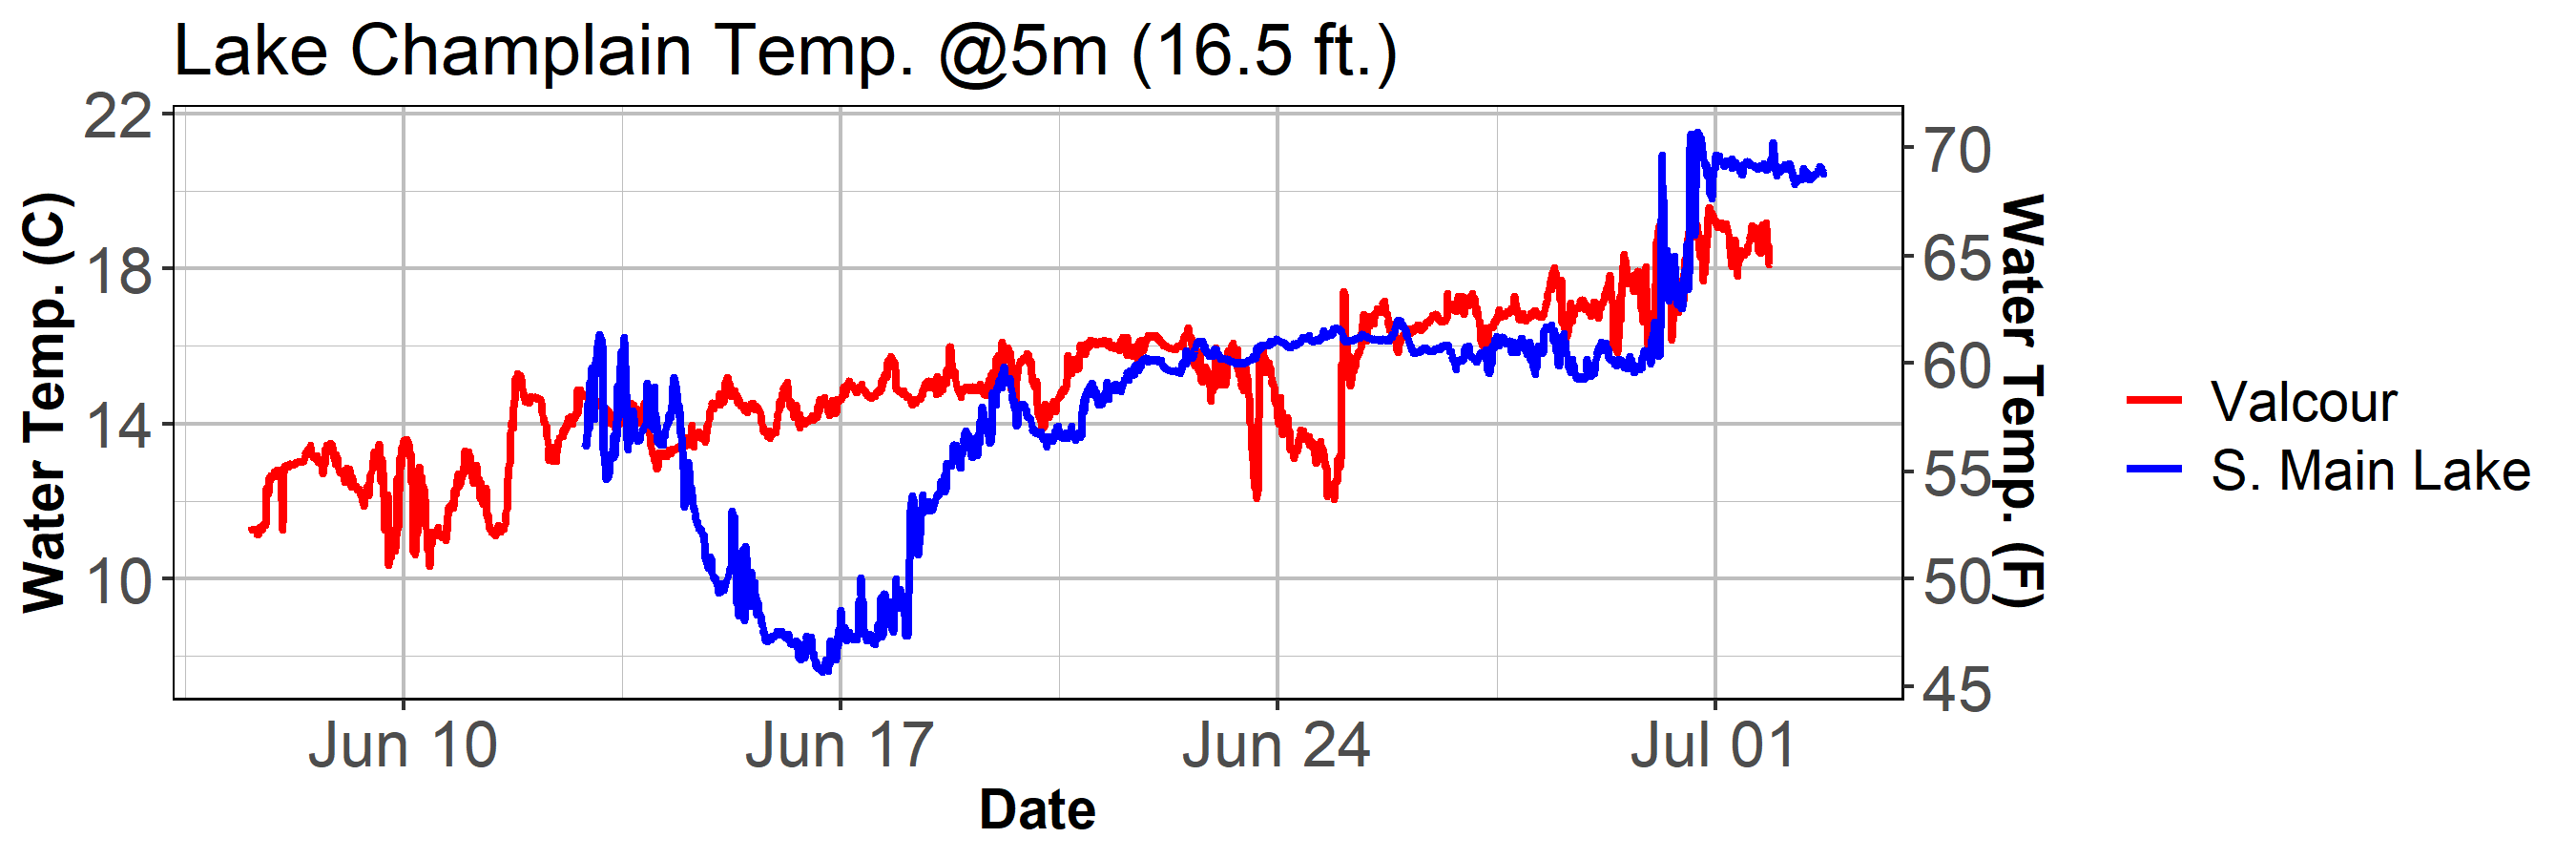 Lake Champlain Temp. @5m (16.5 ft.)
Water Temp. (C)
22
18
14
10
70
65
60
55
50
45
Water Temp. (F)
Jun 10
Jun 17
Jun 24
Jul 01
Date
Valcour
S. Main Lake